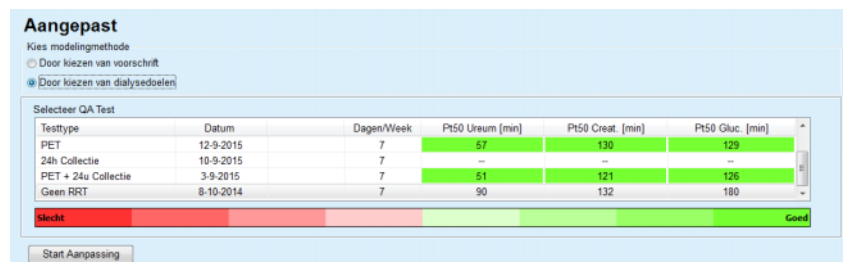 Aangepast
Kies modelingmethode
Door kiezen van voorschrift
Door kiezen van dialysedoelen
Selecteer QA Test
Testtype Datum Dagen/Week Pt50 Ureum [min] Pt50 Creat. [min] Pt50 Gluc. [min]
PET 12-9-2015 7 57 130 129
24h Collectie 10-9-2015 7 -- -- --
PET + 24u Collectie 3-9-2015 7 51 121 126
Geen RRT 8-10-2014 7 90 132 180
Slecht Goed
Start Aanpassing